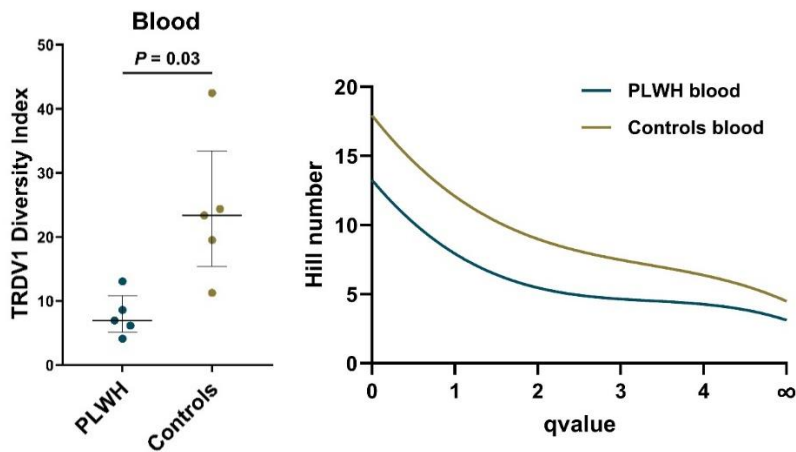 Blood
P = 0.03
TRDV1 Diversity Index
50
40
30
20
10
0
PLWH
Controls
PLWH blood
Controls blood
Hill number
20
15
10
5
0
0 1 2 3 4 ∞
qvalue